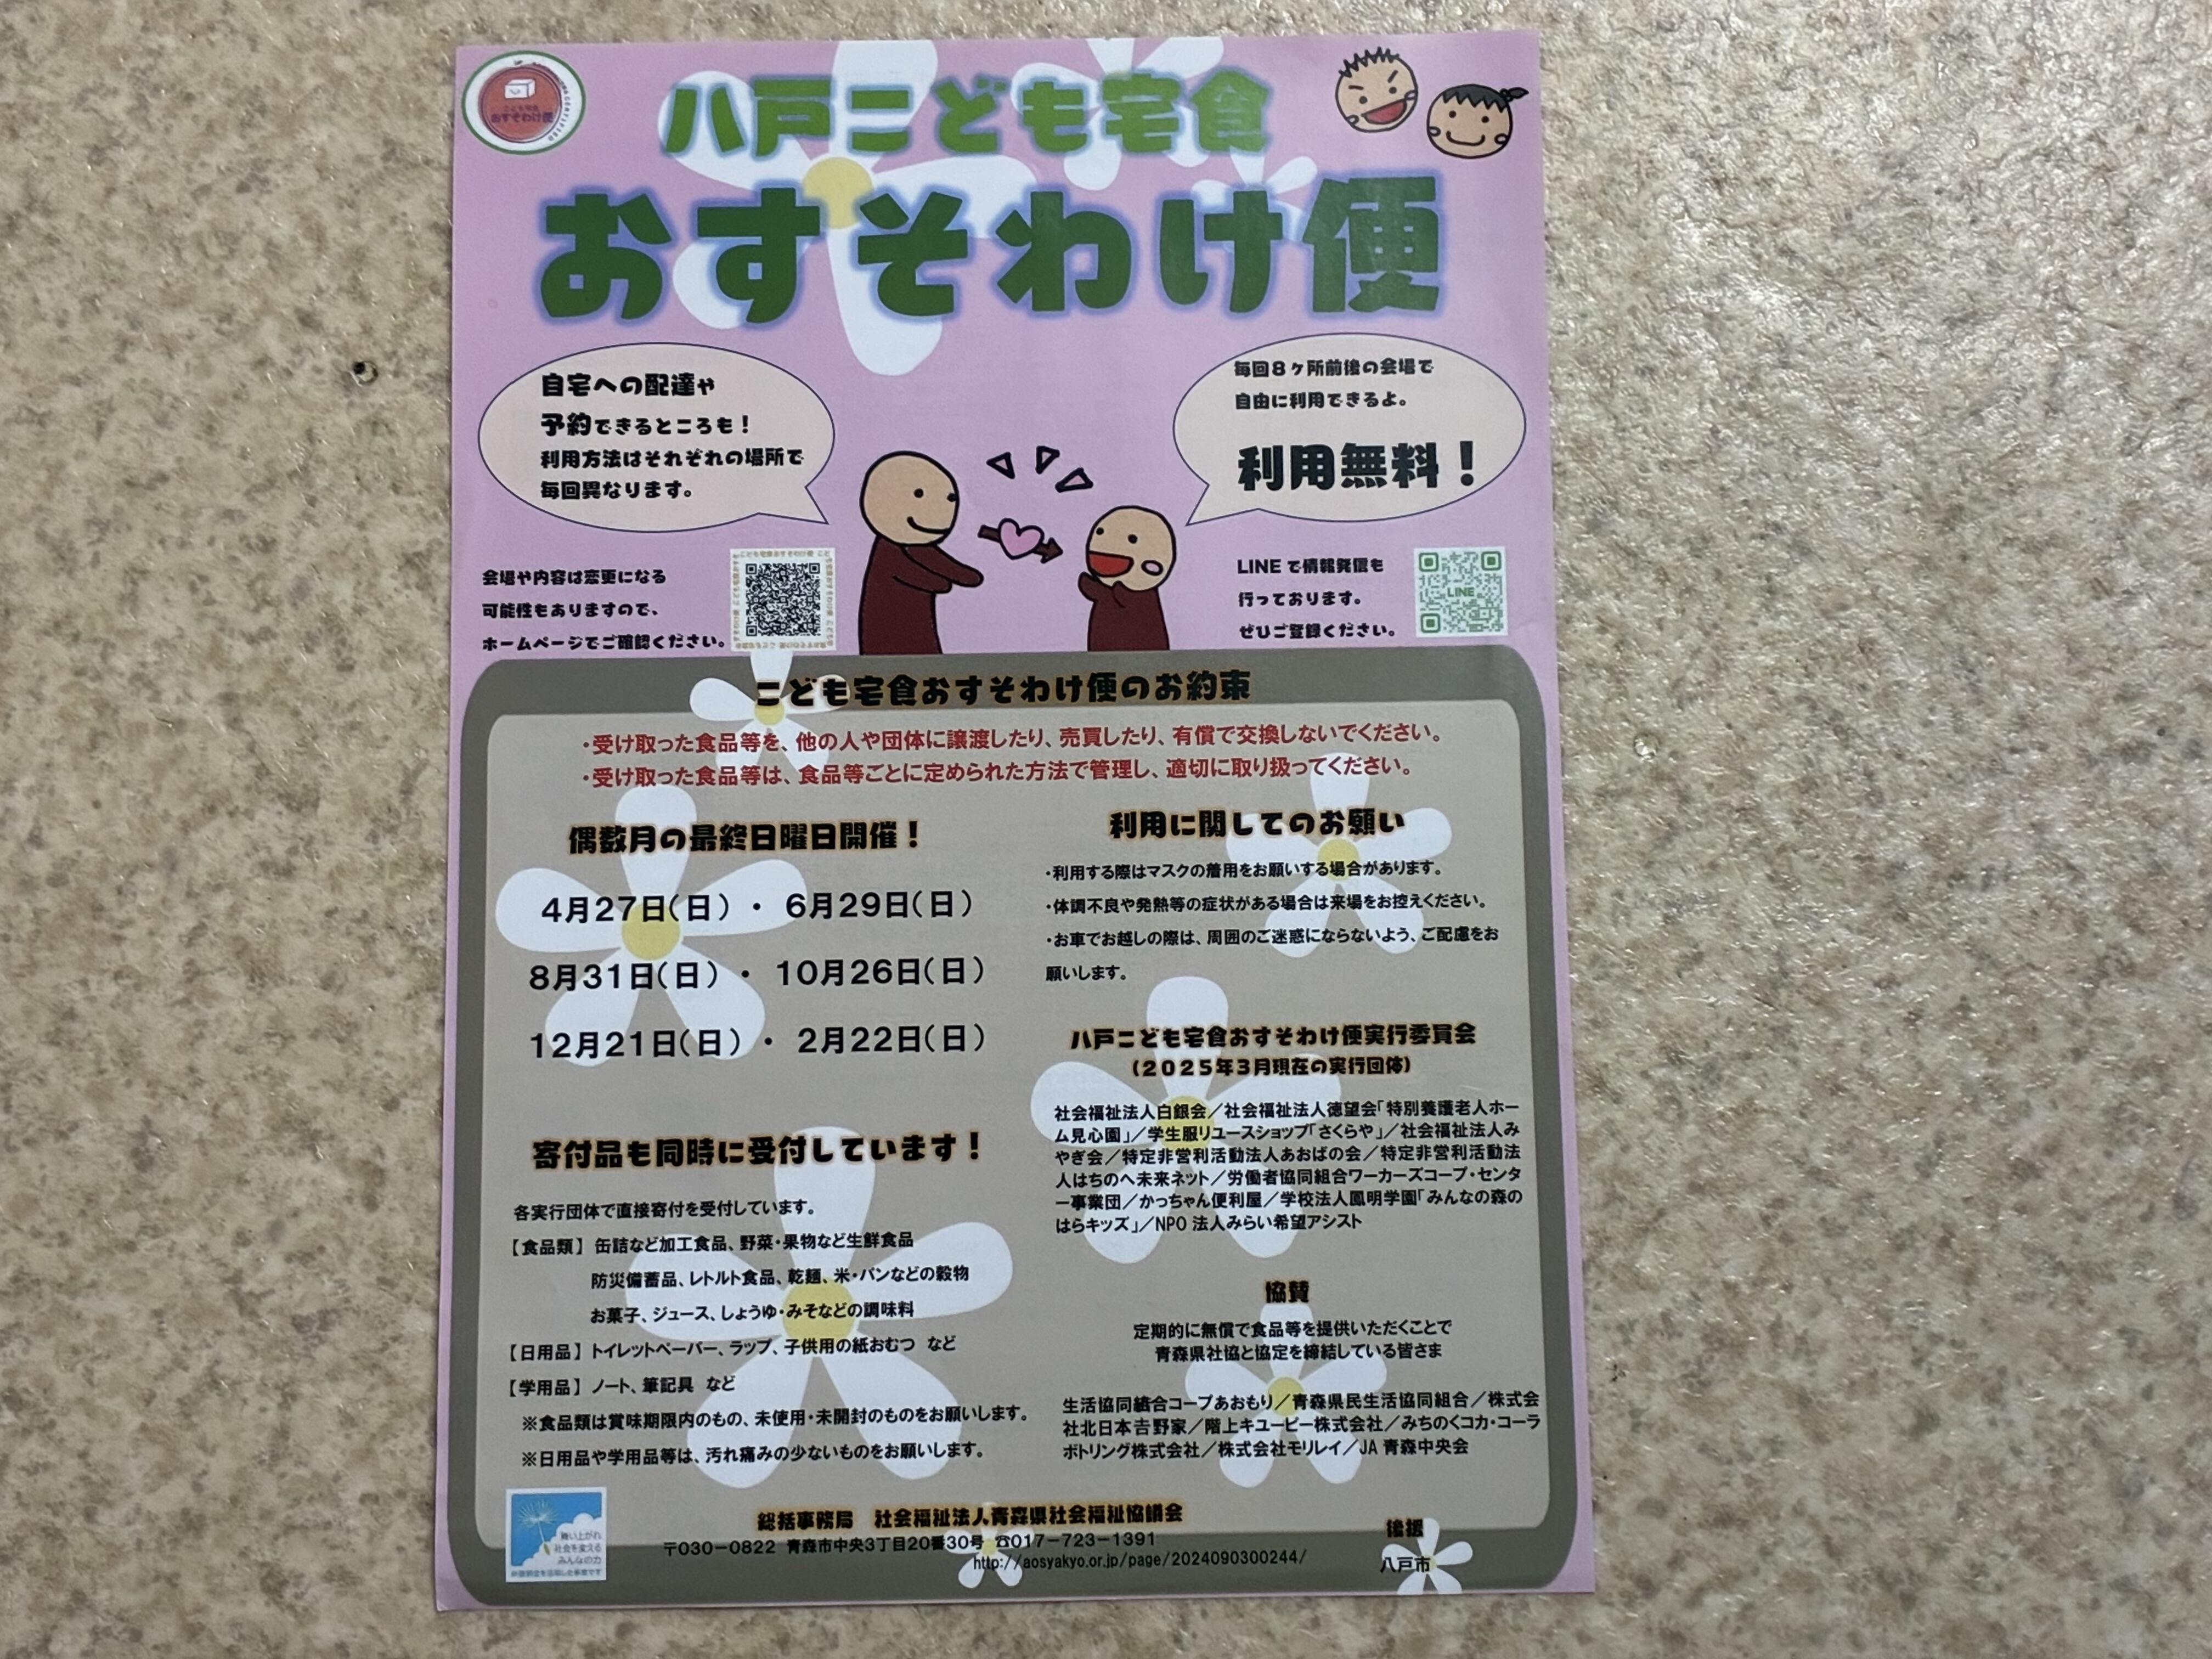 こども宅食
おすそわけ便
八戸こども宅食
おすそわけ便
自宅への配達や
予約できるところも！
利用方法はそれぞれの場所で
毎回異なります。
毎回８ヶ所前後の会場で
自由に利用できるよ。
利用無料！
会場や内容は変更になる
可能性もありますので、
ホームページでご確認ください。
LINEで情報発信も
行っております。
ぜひご登録ください。
LINE
こども宅食おすそわけ便のお約束
・受け取った食品等を、他の人や団体に譲渡したり、売買したり、有償で交換しないでください。
・受け取った食品等は、食品等ごとに定められた方法で管理し、適切に取り扱ってください。
偶数月の最終日曜日開催！
4月27日（日）・ 6月29日（日）
8月31日（日）・ 10月26日（日）
12月21日（日）・ 2月22日（日）
寄付品も同時に受付しています！
各実行団体で直接寄付を受付しています。
【食品類】 缶詰など加工食品、野菜・果物など生鮮食品
防災備蓄品、レトルト食品、乾麺、米・パンなどの穀物
お菓子、ジュース、しょうゆ・みそなどの調味料
【日用品】 トイレットペーパー、ラップ、子供用の紙おむつ など
【学用品】 ノート、筆記具 など
※食品類は賞味期限内のもの、未使用・未開封のものをお願いします。
※日用品や学用品等は、汚れ痛みの少ないものをお願いします。
利用に関してのお願い
・利用する際はマスクの着用をお願いする場合があります。
・体調不良や発熱等の症状がある場合は来場をお控えください。
・お車でお越しの際は、周囲のご迷惑にならないよう、ご配慮をお
願いします。
八戸こども宅食おすそわけ便実行委員会
（２０２５年３月現在の実行団体）
社会福祉法人白銀会／社会福祉法人徳望会「特別養護老人ホー
ム見心園」／学生服リユースショップ「さくらや」／社会福祉法人み
やぎ会／特定非営利活動法人あおばの会／特定非営利活動法
人はちのへ未来ネット／労働者協同組合ワーカーズコープ・センタ
ー事業団／かっちゃん便利屋／学校法人鳳明学園「みんなの森の
はらキッズ」／NPO 法人みらい希望アシスト
協賛
定期的に無償で食品等を提供いただくことで
青森県社協と協定を締結している皆さま
生活協同組合コープあおもり／青森県民生活協同組合／株式会
社北日本吉野家／階上キユーピー株式会社／みちのくコカ・コーラ
ボトリング株式会社／株式会社モリレイ／JA 青森中央会
舞い上がれ
社会を変える
みんなの力
総括事務局　社会福祉法人青森県社会福祉協議会
〒030－0822 青森市中央3丁目20番30号 ☎017－723－1391
http://aosyakyo.or.jp/page/2024090300244/
後援
八戸市